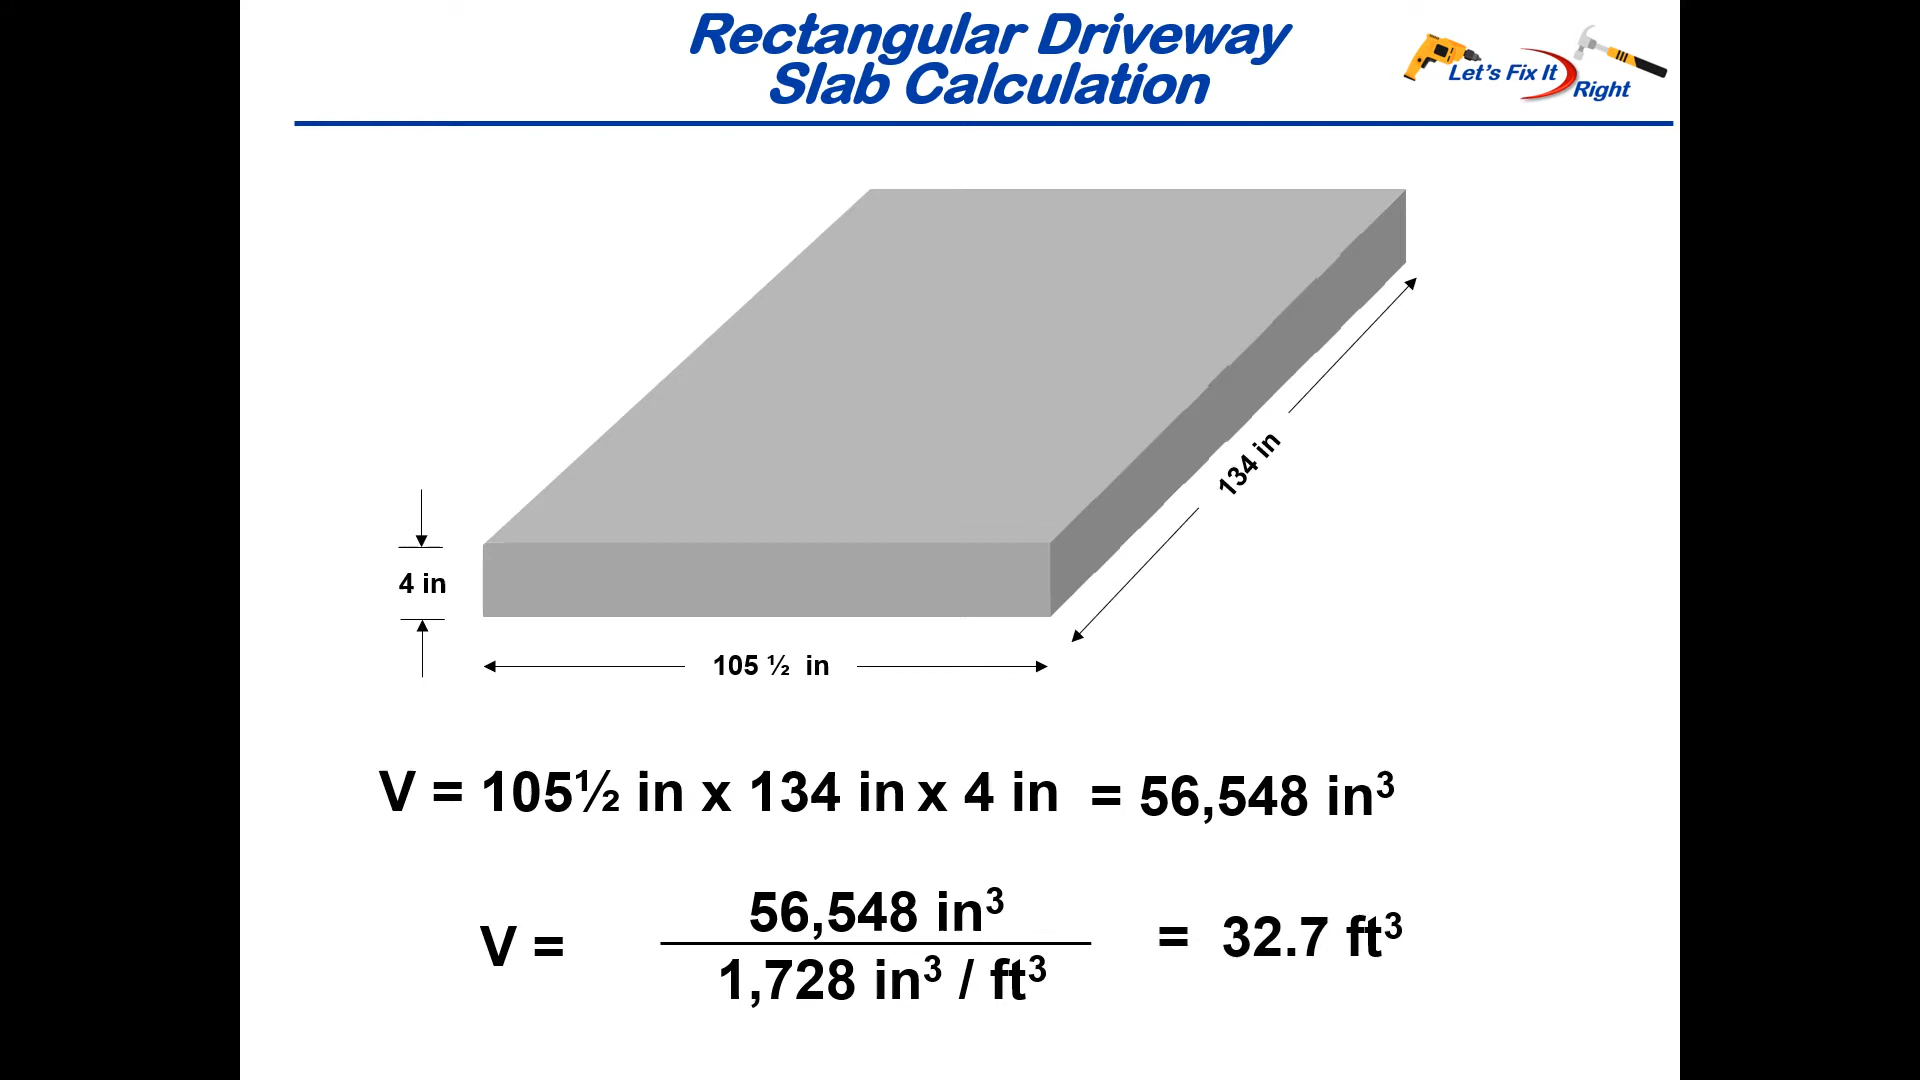 Rectangular Driveway
Slab Calculation
Let's Fix It
Right
134 in
4 in
105 ½ in
V = 105½ in x 134 in x 4 in = 56,548 in³
56,548 in³
V = = 32.7 ft³
1,728 in³ / ft³